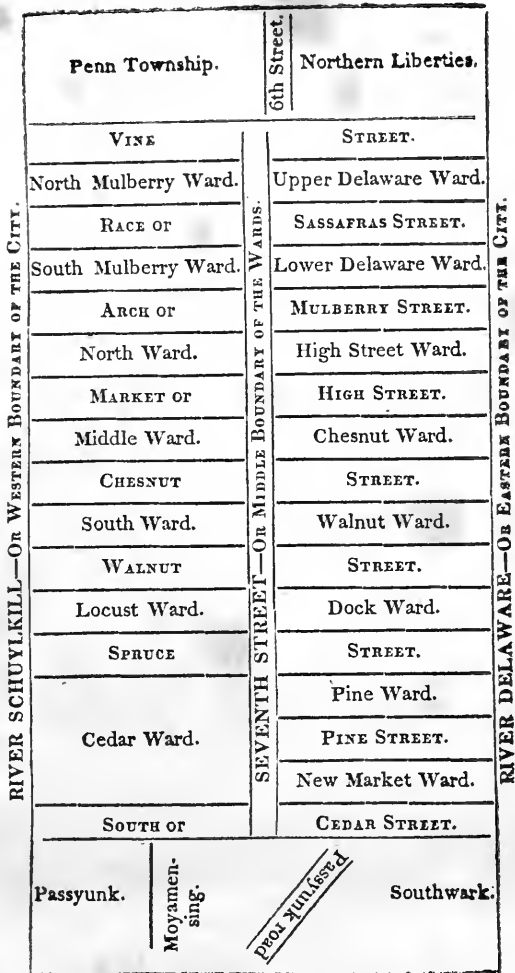 Penn Township.
6th Street.
Northern Liberties,
VINE
STREET.
North Mulberry Ward.
Upper Delaware Ward.
RACE OR
SASSAFRAS STREET.
South Mulberry Ward.
Lower Delaware Ward.
ARCH OR
MULBERRY STREET.
North Ward.
High Street Ward.
MARKET OR
HIGH STREET.
Middle Ward.
Chesnut Ward.
CHESNUT
STREET.
South Ward.
Walnut Ward.
WALNUT
STREET.
Locust Ward.
Dock Ward.
SPRUCE
STREET.
Cedar Ward.
Pine Ward.
PINE STREET.
New Market Ward.
SOUTH OR
CEDAR STREET.
RIVER SCHUYLKILL—OR WESTERN BOUNDARY OF THE CITY.
SEVENTH STREET—OR MIDDLE BOUNDARY OF THE WARDS.
RIVER DELAWARE—OR EASTERN BOUNDARY OF THE CITY.
Passyunk.
Moyamen-
sing.
Passyunk road
Southwark.